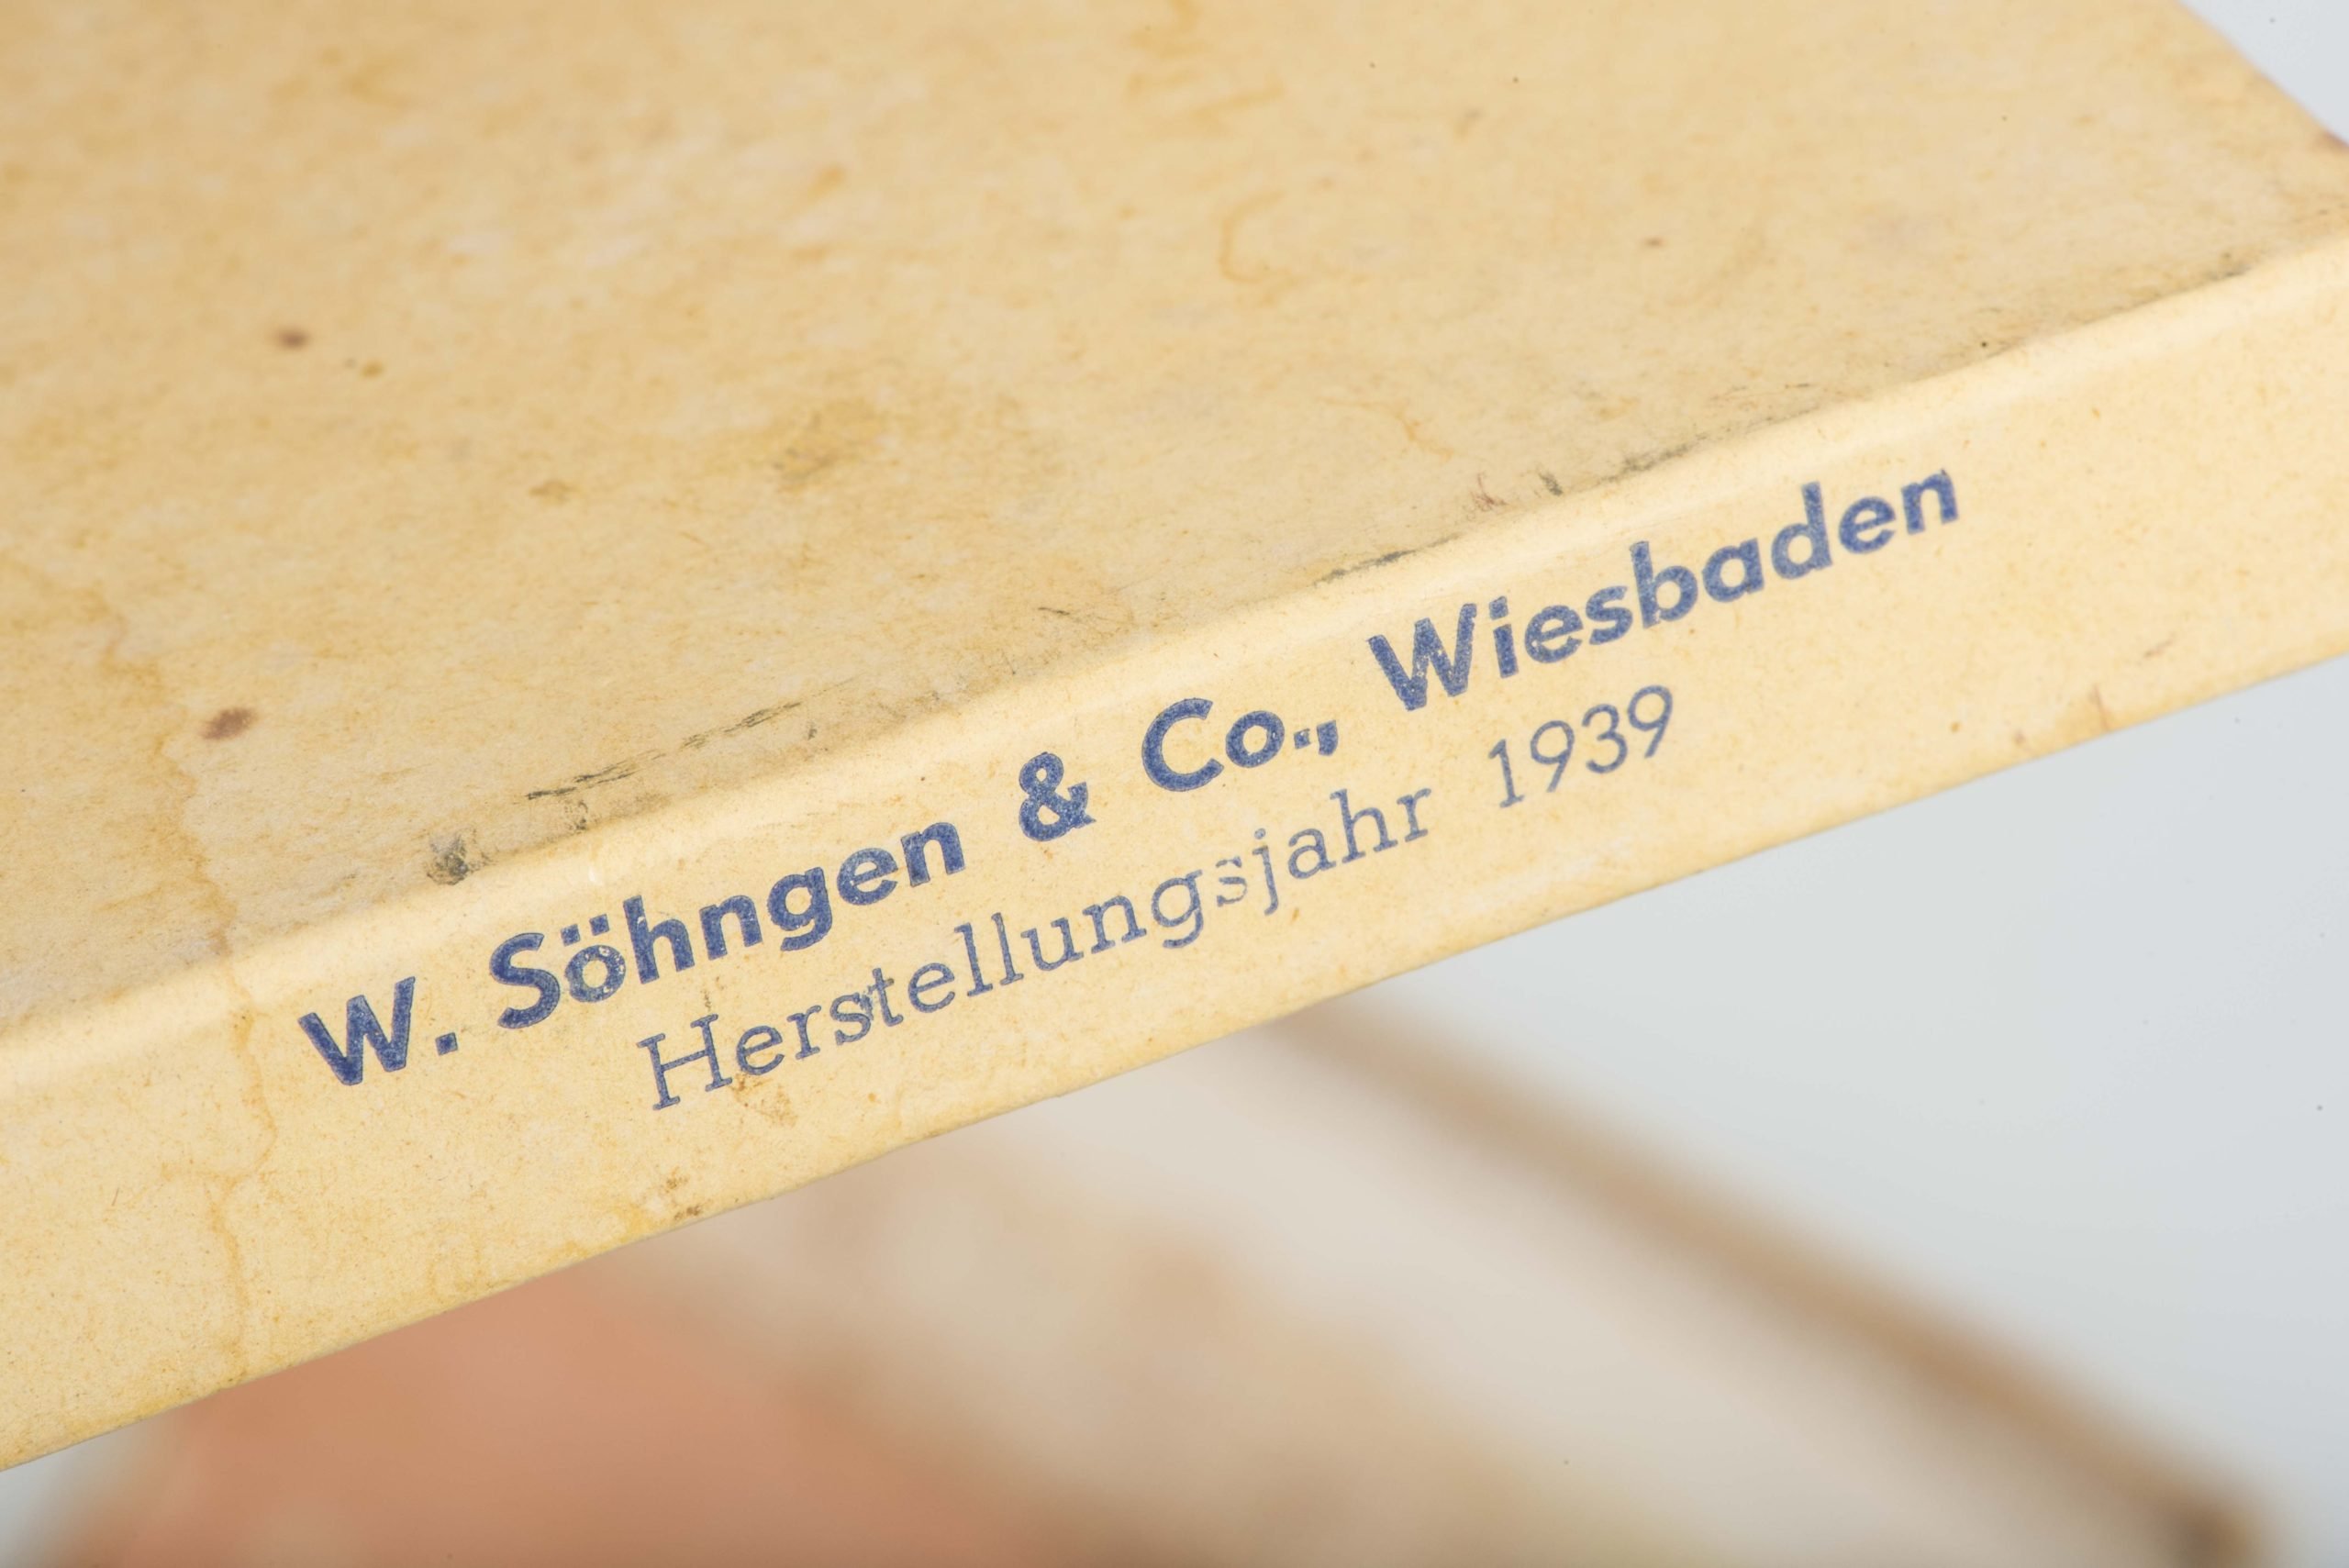 W. Söhngen & Co., Wiesbaden
Herstellungsjahr 1939